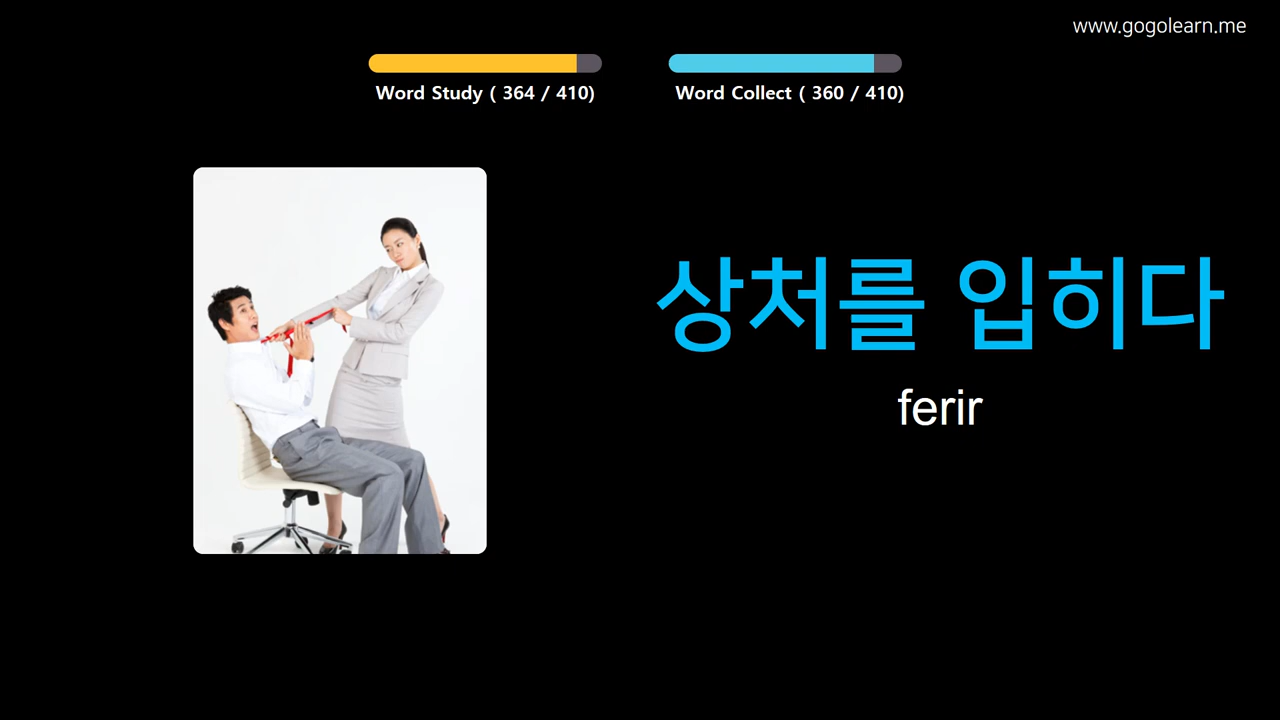 www.gogolearn.me
Word Study ( 364 / 410)
Word Collect ( 360 / 410)
상처를 입히다
ferir